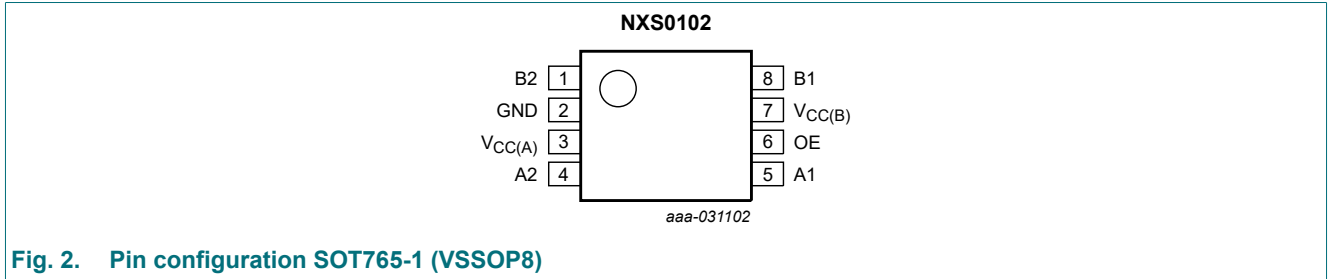 NXS0102
B2 1 8 B1
GND 2 7 VCC(B)
VCC(A) 3 6 OE
A2 4 5 A1
aaa-031102
Fig. 2. Pin configuration SOT765-1 (VSSOP8)